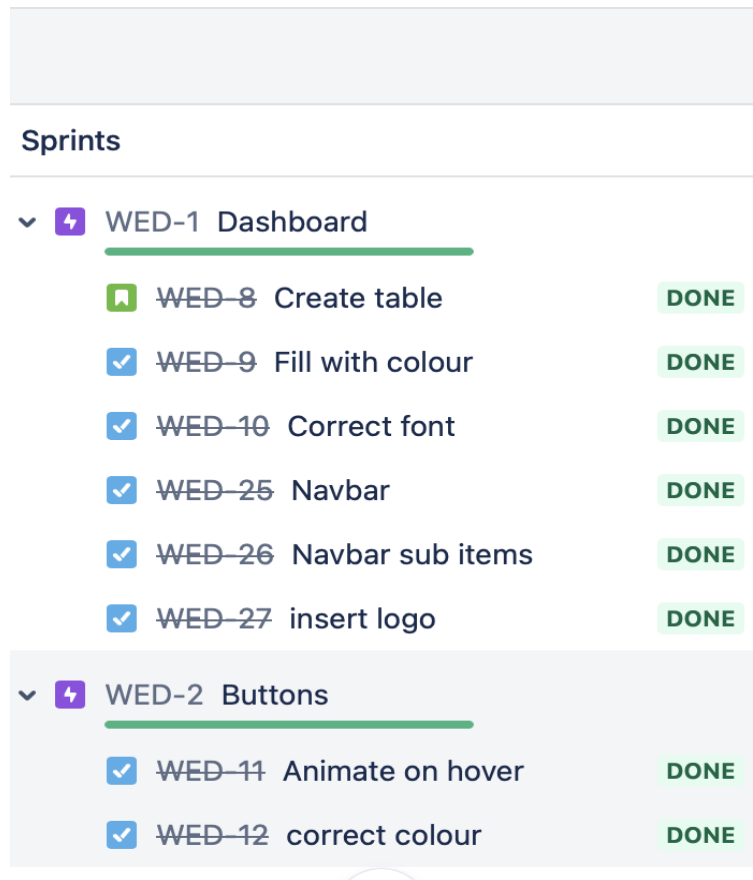 Sprints
WED-1 Dashboard
WED-8 Create table DONE
WED-9 Fill with colour DONE
WED-10 Correct font DONE
WED-25 Navbar DONE
WED-26 Navbar sub items DONE
WED-27 insert logo DONE
WED-2 Buttons
WED-11 Animate on hover DONE
WED-12 correct colour DONE